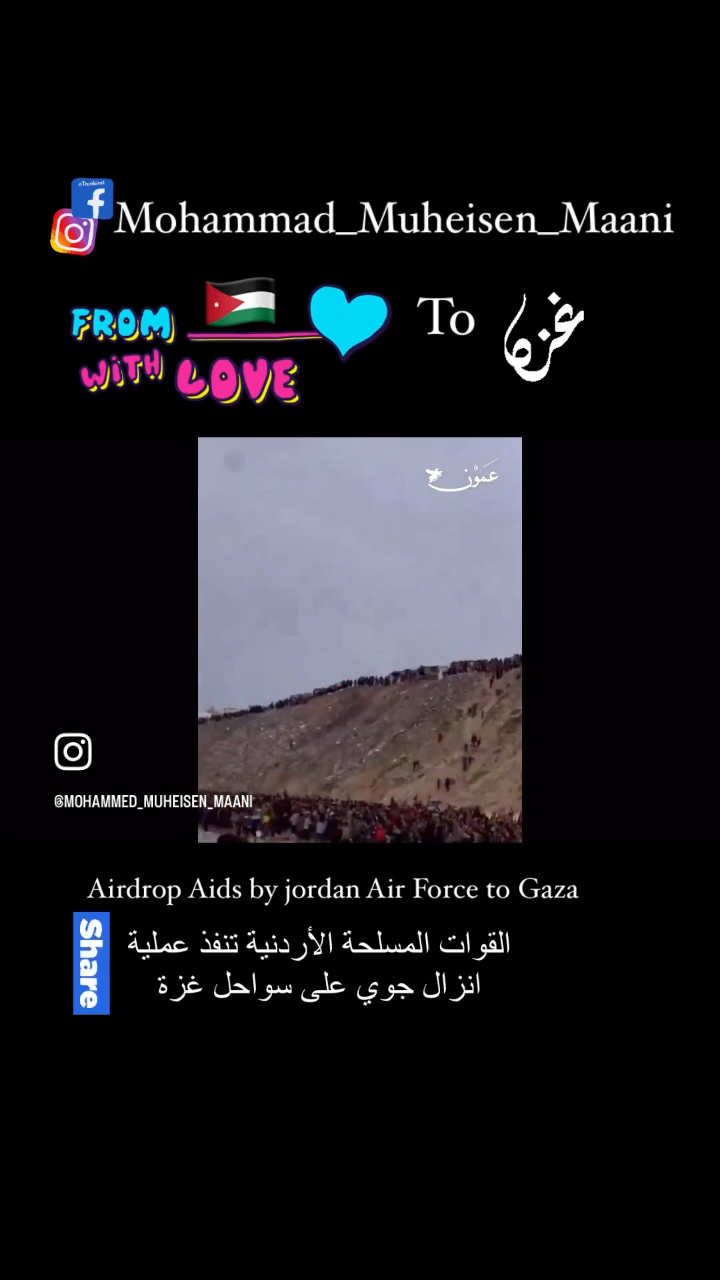 Mohammad_Muheisen_Maani
FROM 
WITH LOVE
To غزة
عمون
@MOHAMMED_MUHEISEN_MAANI
Airdrop Aids by jordan Air Force to Gaza
Share
القوات المسلحة الأردنية تنفذ عملية
انزال جوي على سواحل غزة